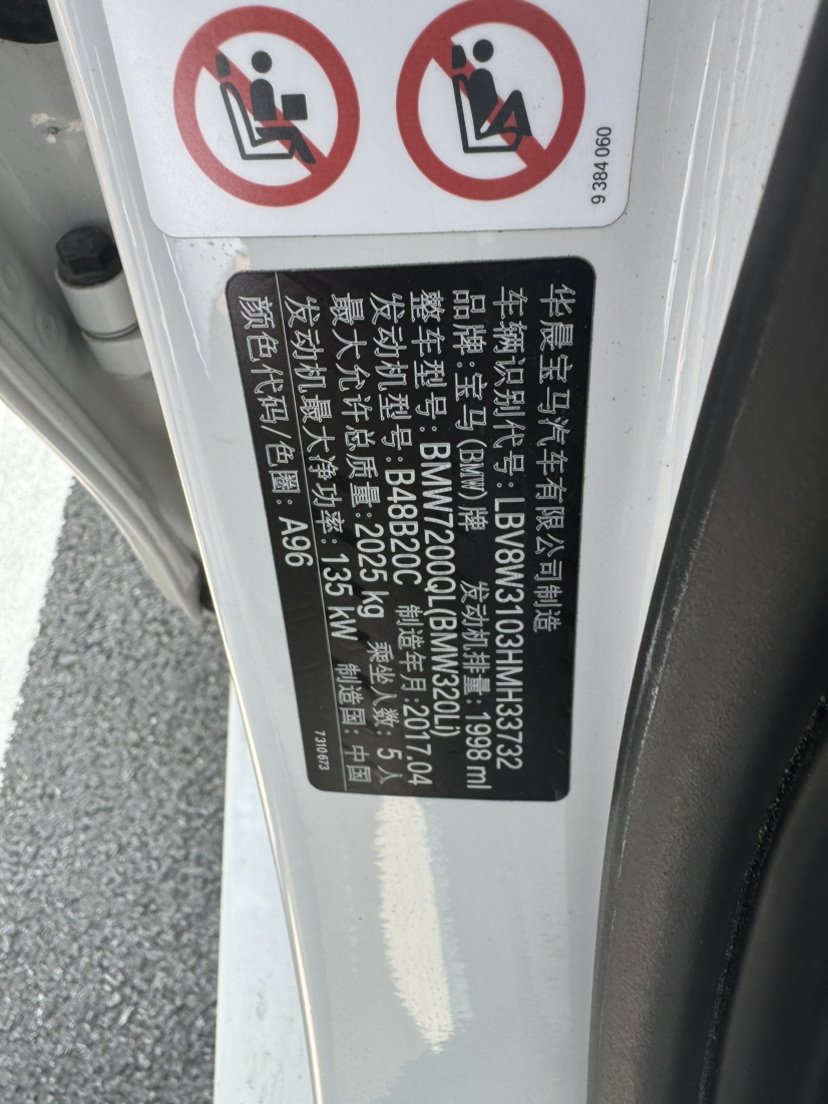 9 384 060
华晨宝马汽车有限公司制造
车辆识别代号: LBV8W3103HMH33732
品牌:宝马(BMW)牌 发动机排量: 1998 ml
整车型号: BMW7200QL(BMW320Li)
发动机型号: B48B20C 制造年月:2017.04
最大允许总质量:2025 kg 乘坐人数: 5 人
发动机最大净功率: 135 kW 制造国: 中国
颜色代码/色圈: A96
7 310 673